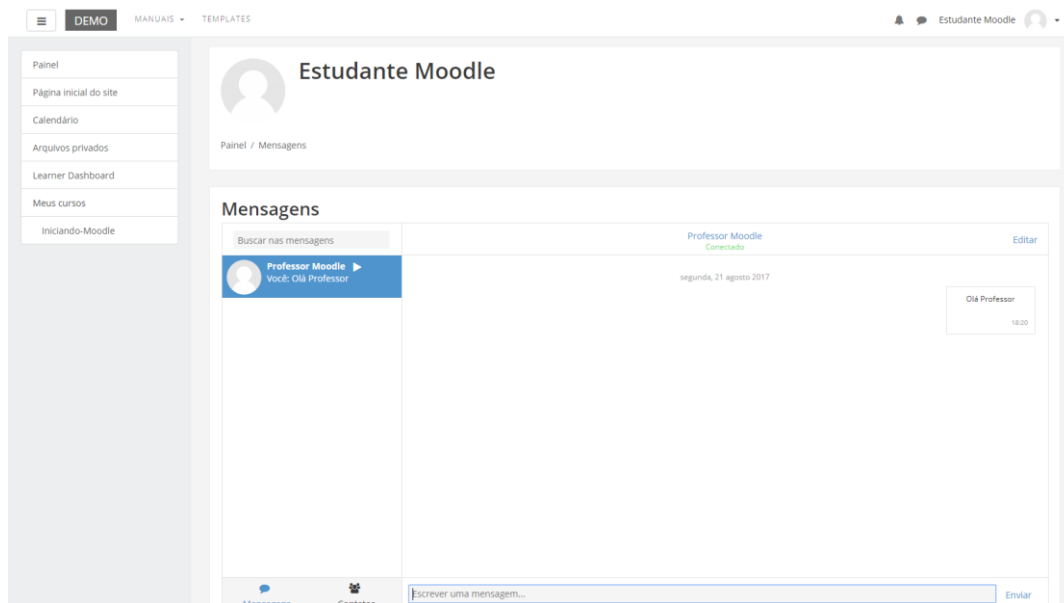 DEMO MANUAIS TEMPLATES Estudante Moodle
Painel
Página inicial do site
Calendário
Arquivos privados
Learner Dashboard
Meus cursos
Iniciando-Moodle
Estudante Moodle
Painel / Mensagens
Mensagens
Buscar nas mensagens
Professor Moodle
Você: Olá Professor
Professor Moodle
Conectado
Editar
segunda, 21 agosto 2017
Olá Professor
18:20
Mensagens Contatos
Escrever uma mensagem...
Enviar